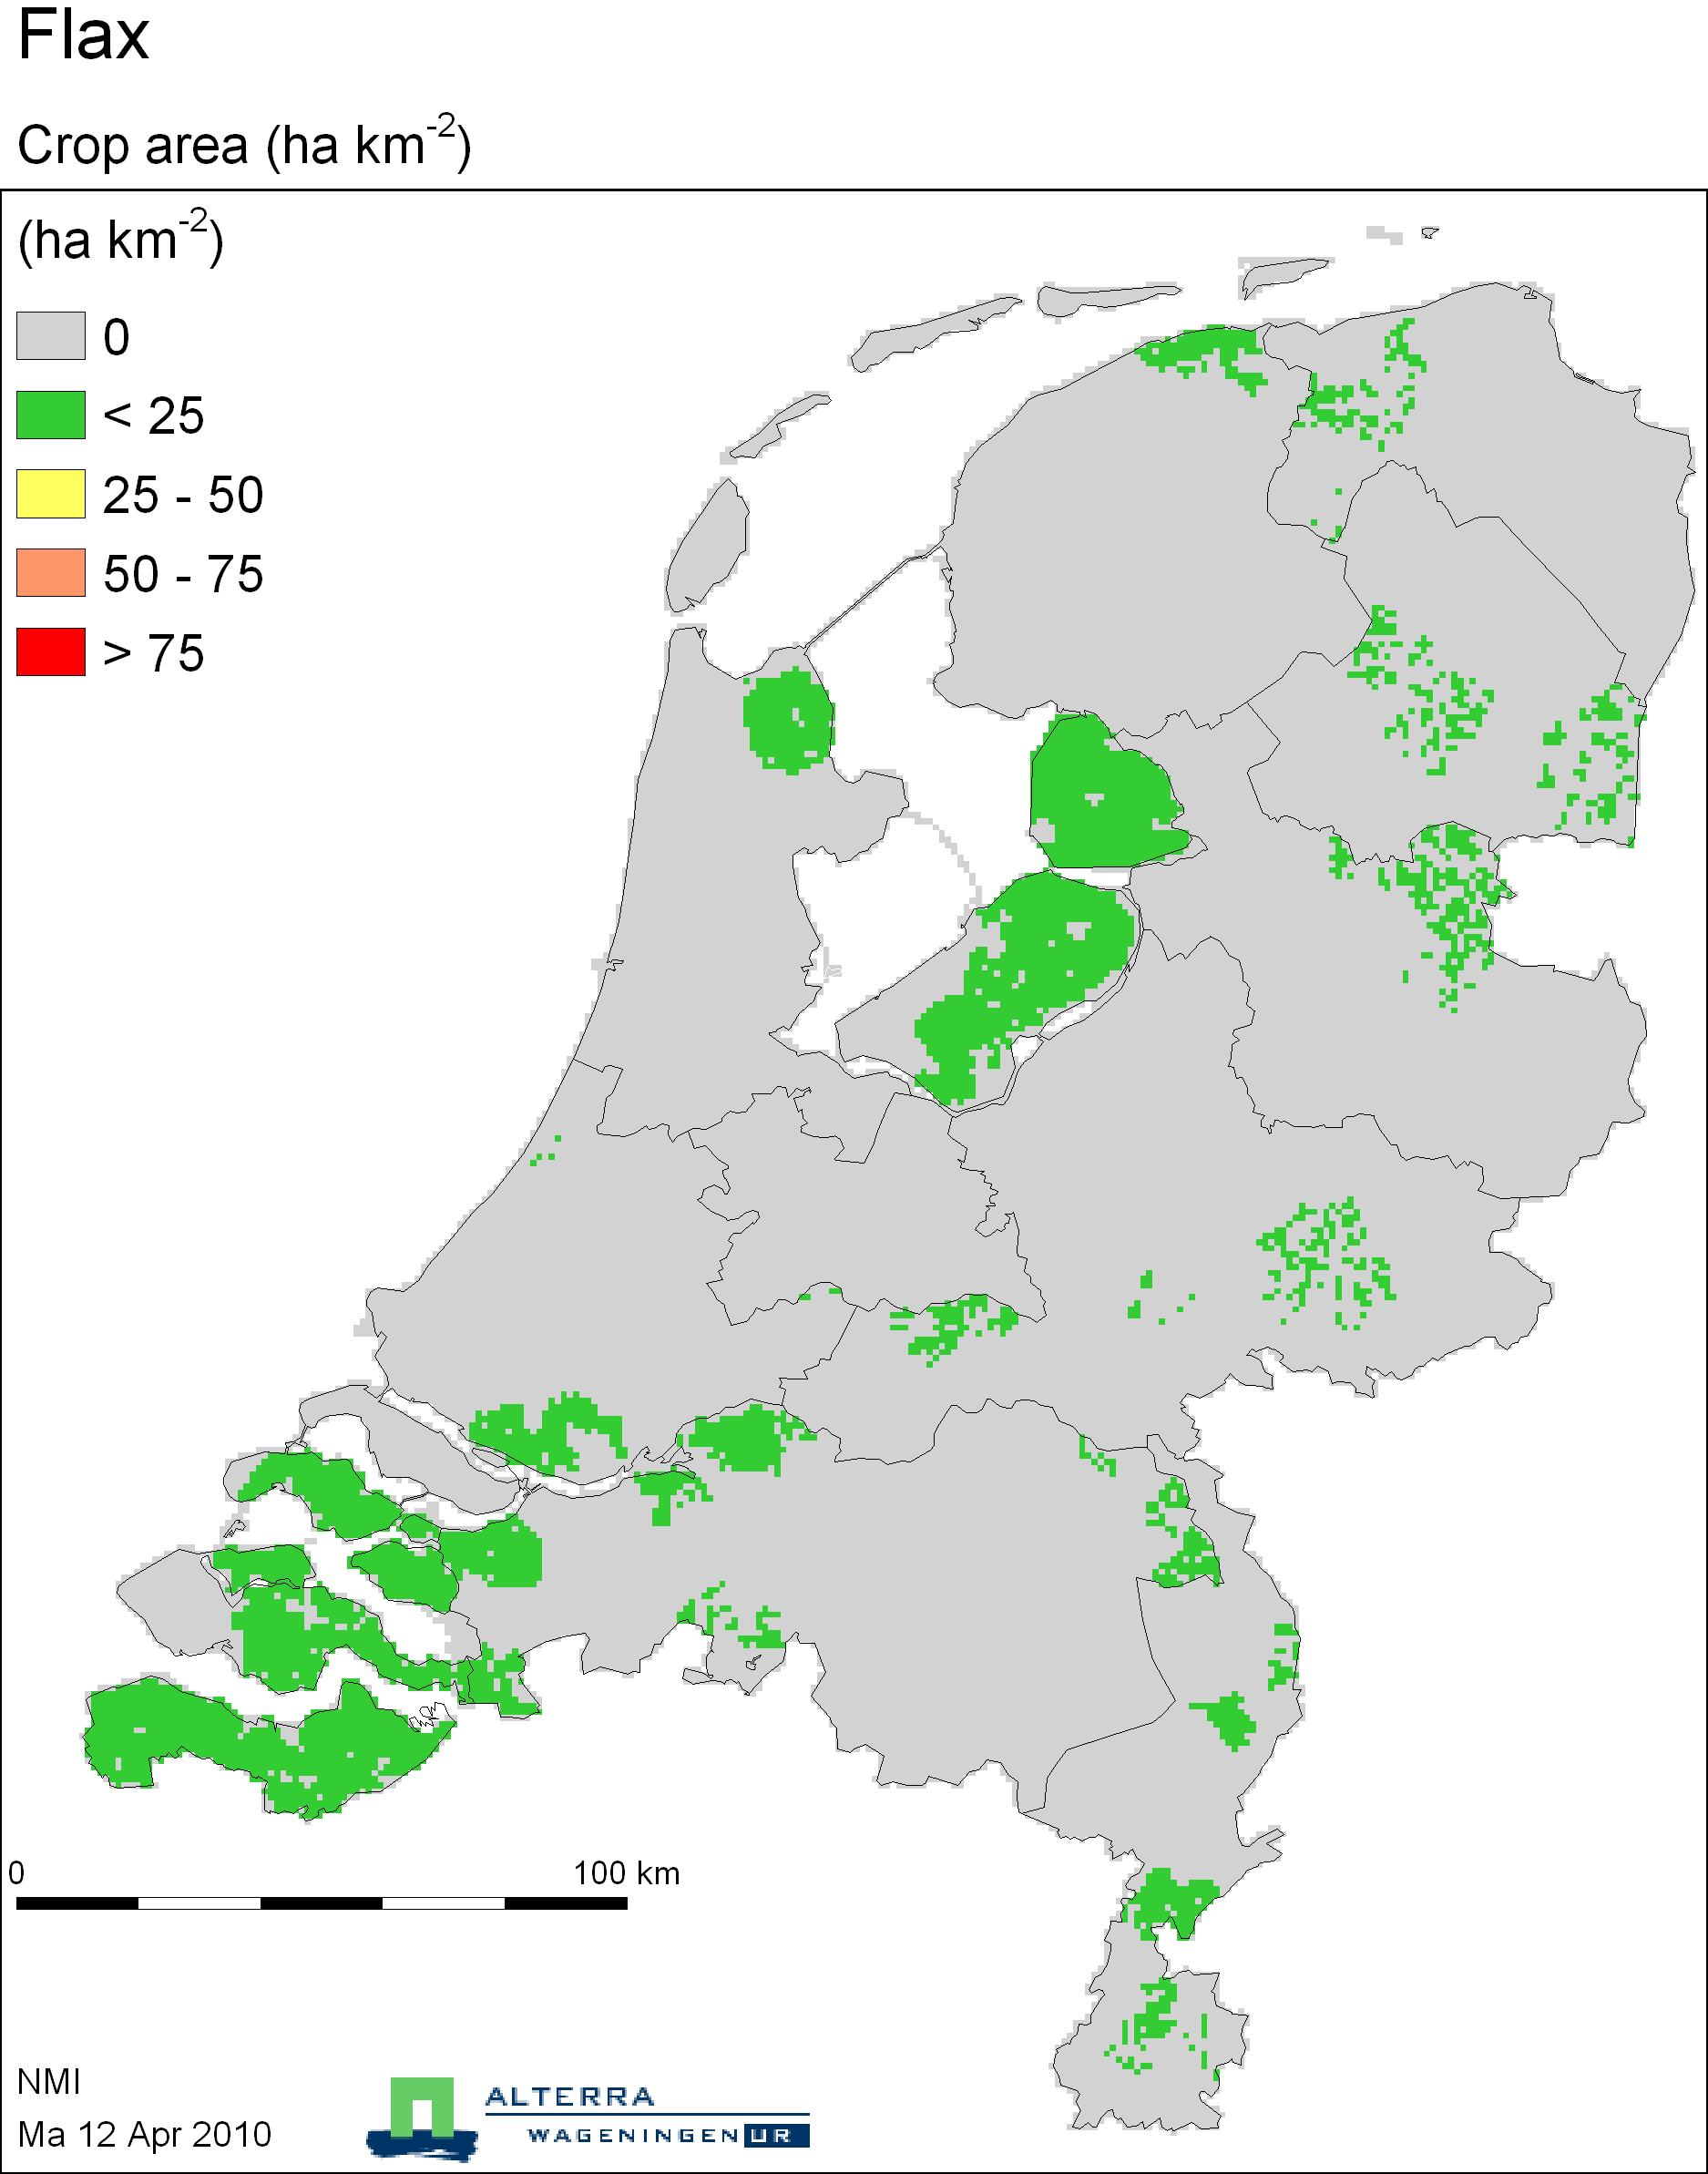 Flax
Crop area (ha km-2)
(ha km-2)
0
< 25
25 - 50
50 - 75
> 75
0 100 km
NMI
Ma 12 Apr 2010
ALTERRA
WAGENINGEN UR